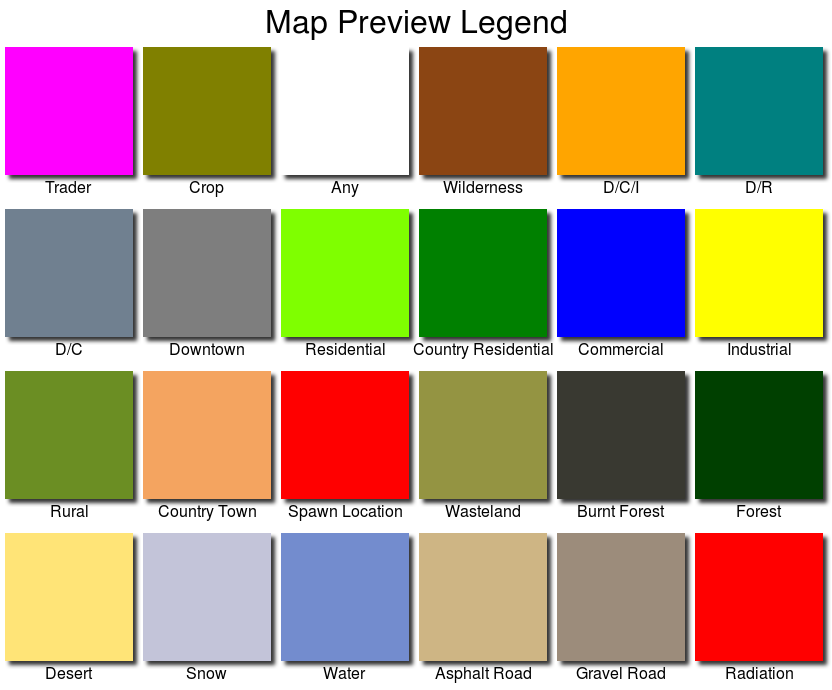 Map Preview Legend
Trader Crop Any Wilderness D/C/I D/R
D/C Downtown Residential Country Residential Commercial Industrial
Rural Country Town Spawn Location Wasteland Burnt Forest Forest
Desert Snow Water Asphalt Road Gravel Road Radiation